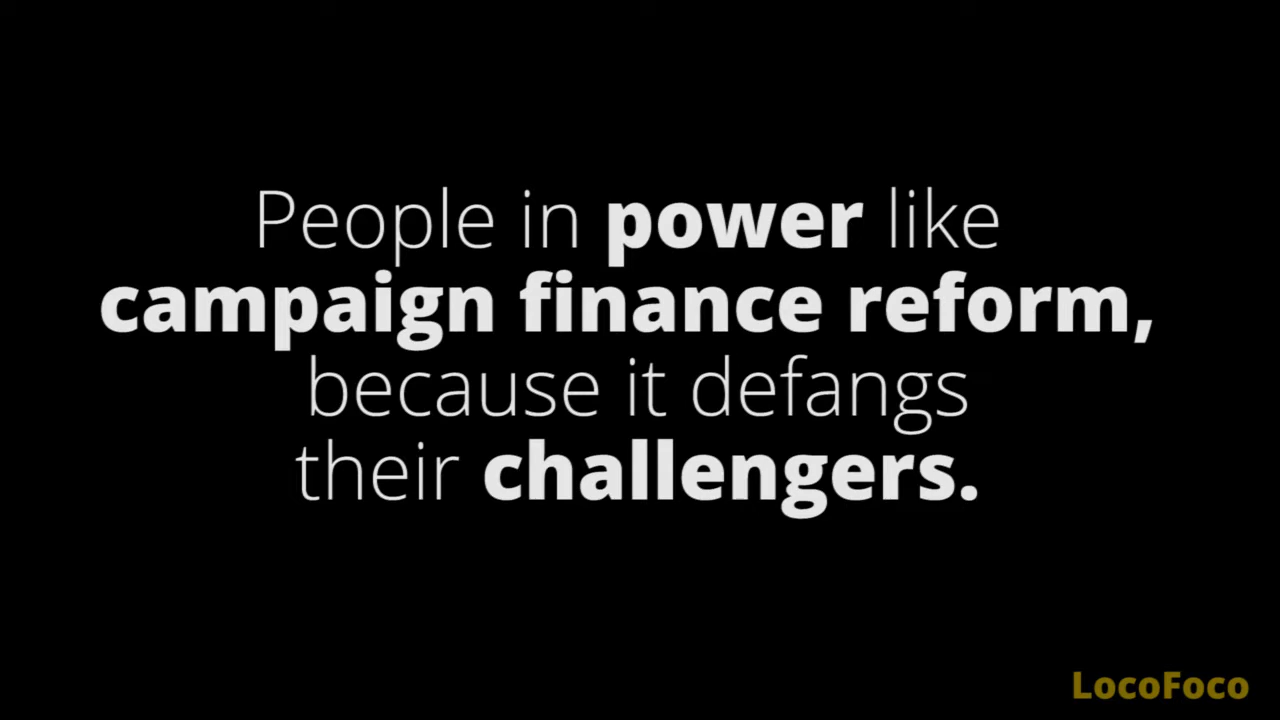 People in power like
campaign finance reform,
because it defangs
their challengers.
LocoFoco